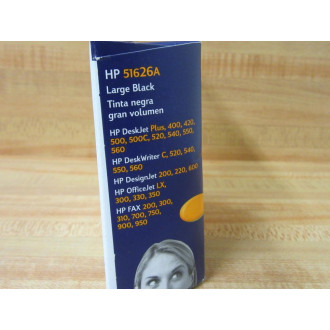 HP 51626A
Large Black
Tinta negra
gran volumen
HP DeskJet Plus, 400, 420,
500, 500C, 520, 540, 550,
560
HP DeskWriter C, 520, 540,
550, 560
HP DesignJet 200, 220, 600
HP OfficeJet LX,
300, 330, 350
HP FAX 200, 300,
310, 700, 750,
900, 950